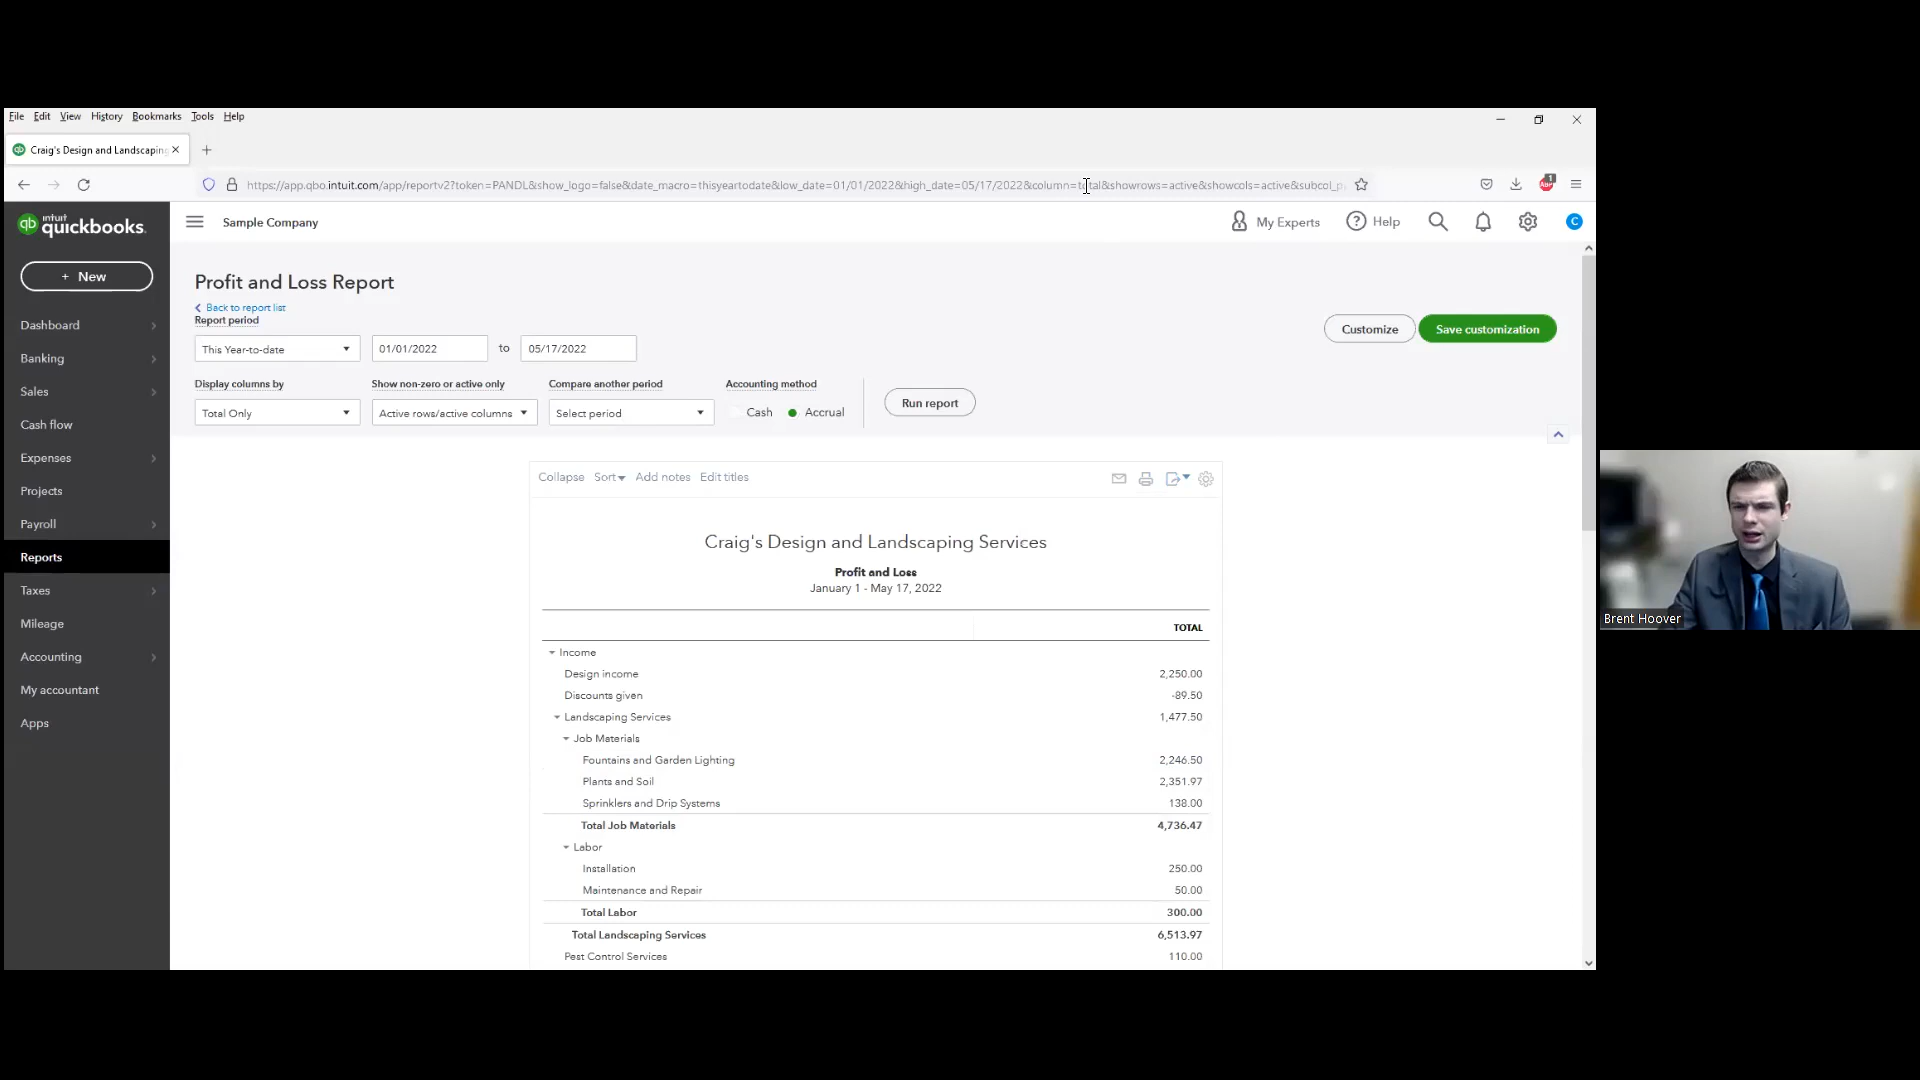 File Edit View History Bookmarks Tools Help
Craig's Design and Landscaping
https://app.qbo.intuit.com/app/reportv2?token=PANDL&show_logo=false&date_macro=thisyeartodate&low_date=01/01/2022&high_date=05/17/2022&column=total&showrows=active&showcols=active&subcol_p
intuit
quickbooks.
Sample Company
My Experts
Help
C
+ New
Dashboard
Banking
Sales
Cash flow
Expenses
Projects
Payroll
Reports
Taxes
Mileage
Accounting
My accountant
Apps
Profit and Loss Report
Back to report list
Report period
This Year-to-date 01/01/2022 to 05/17/2022
Customize Save customization
Display columns by Show non-zero or active only Compare another period Accounting method
Total Only Active rows/active columns Select period Cash Accrual Run report
Collapse Sort Add notes Edit titles
Craig's Design and Landscaping Services
Profit and Loss
January 1 - May 17, 2022
TOTAL
Income
Design income 2,250.00
Discounts given -89.50
Landscaping Services 1,477.50
Job Materials
Fountains and Garden Lighting 2,246.50
Plants and Soil 2,351.97
Sprinklers and Drip Systems 138.00
Total Job Materials 4,736.47
Labor
Installation 250.00
Maintenance and Repair 50.00
Total Labor 300.00
Total Landscaping Services 6,513.97
Pest Control Services 110.00
Brent Hoover